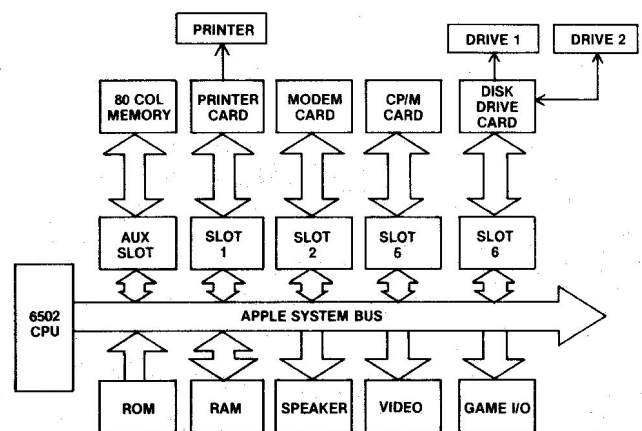 PRINTER
DRIVE 1
DRIVE 2
80 COL
MEMORY
PRINTER
CARD
MODEM
CARD
CP/M
CARD
DISK
DRIVE
CARD
AUX
SLOT
SLOT
1
SLOT
2
SLOT
5
SLOT
6
6502
CPU
APPLE SYSTEM BUS
ROM
RAM
SPEAKER
VIDEO
GAME I/O